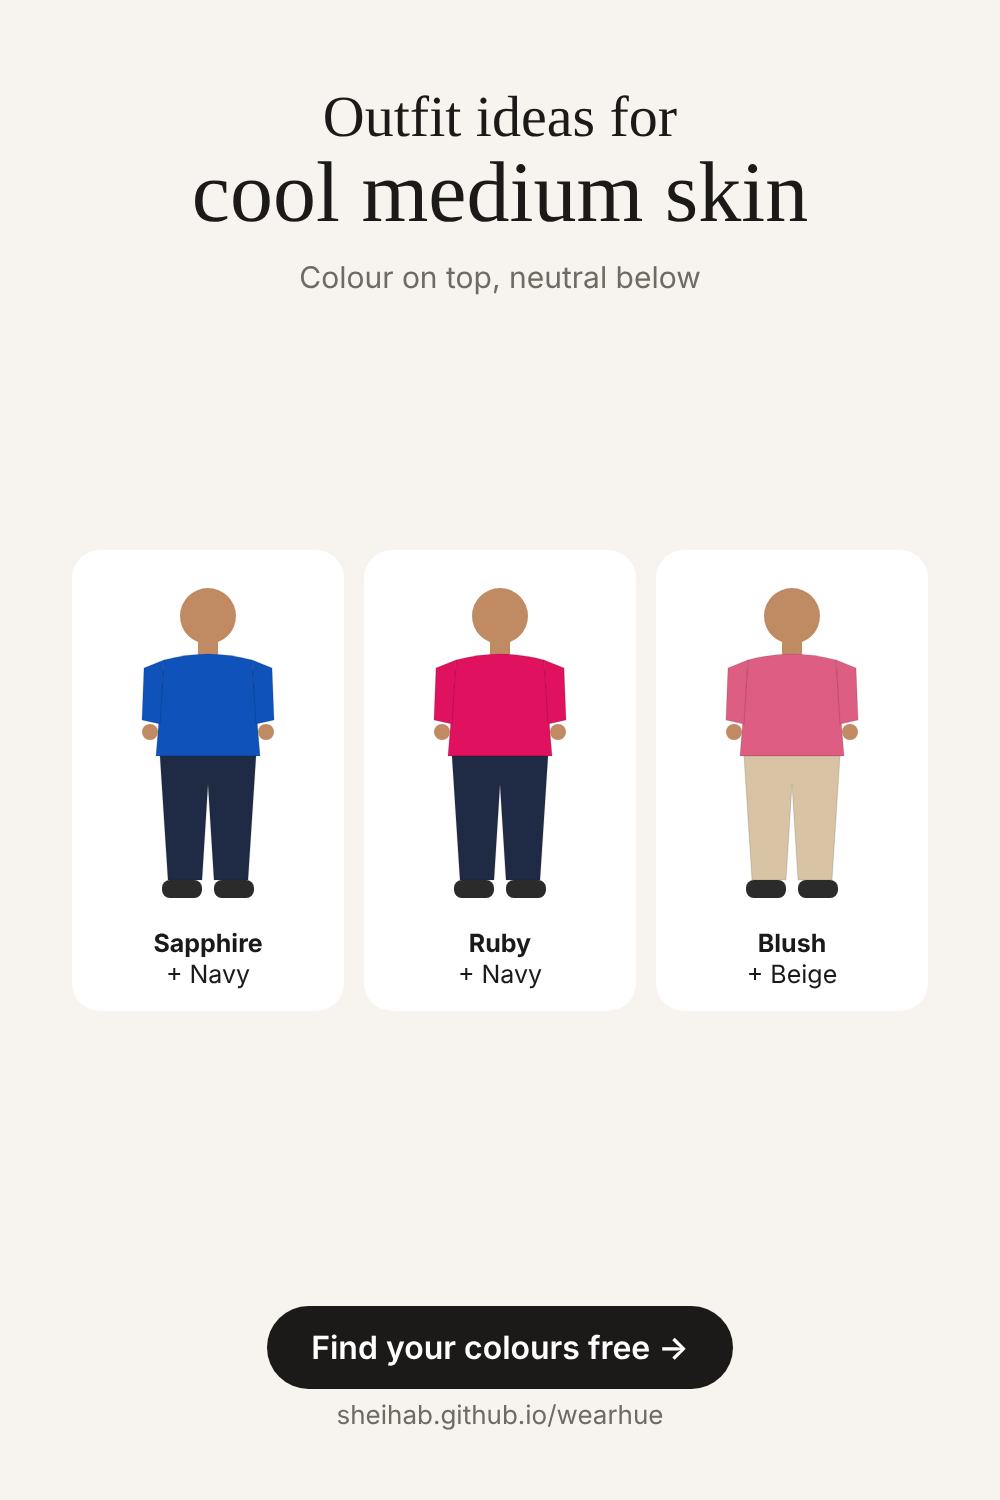 Outfit ideas for
cool medium skin
Colour on top, neutral below
Sapphire
+ Navy
Ruby
+ Navy
Blush
+ Beige
Find your colours free →
sheihab.github.io/wearhue